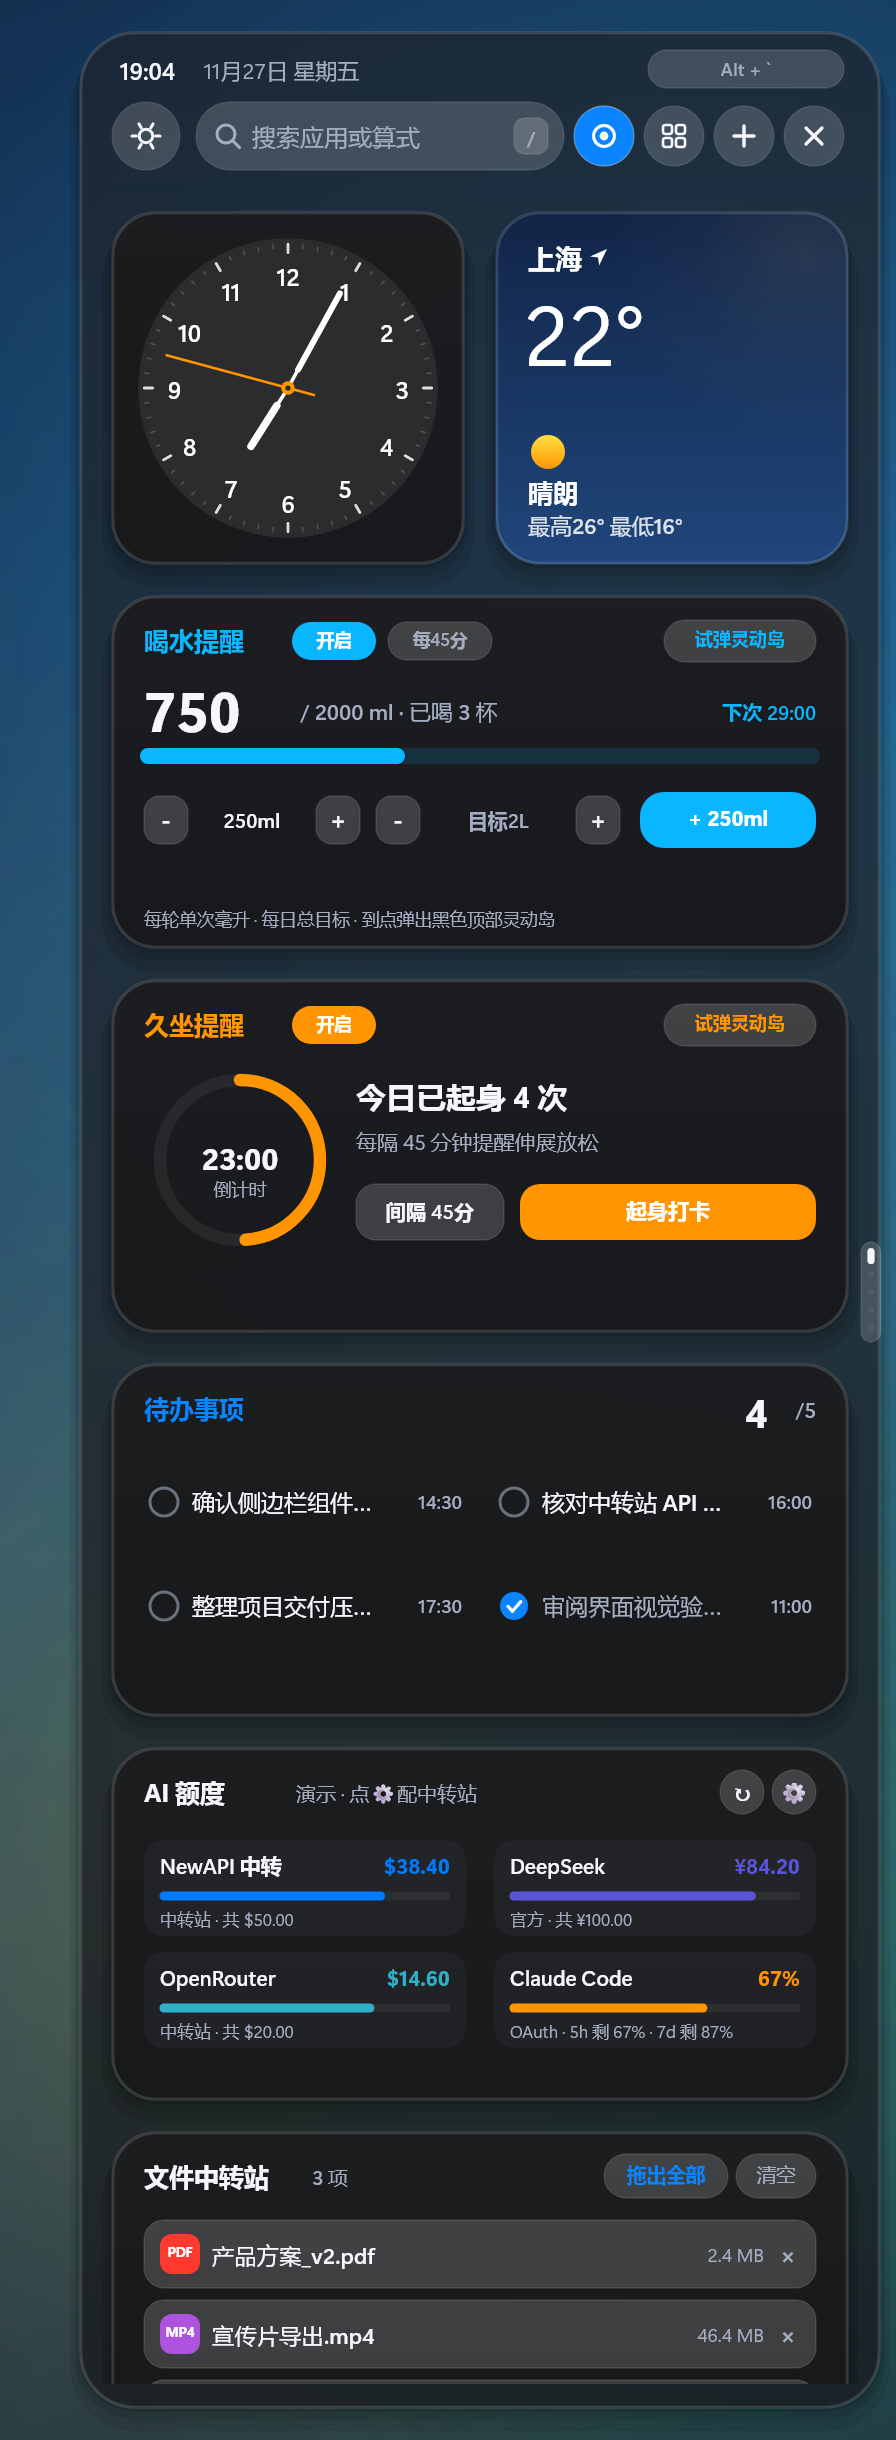 19:04 11月27日 星期五 Alt + `
搜索应用或算式 /
12
11 1
10 2
9 3
8 4
7 5
6
上海
22°
晴朗
最高26° 最低16°
喝水提醒 开启 每45分 试弹灵动岛
750 / 2000 ml · 已喝 3 杯 下次 29:00
- 250ml + - 目标2L + + 250ml
每轮单次毫升 · 每日总目标 · 到点弹出黑色顶部灵动岛
久坐提醒 开启 试弹灵动岛
今日已起身 4 次
每隔 45 分钟提醒伸展放松
23:00
倒计时
间隔 45分 起身打卡
待办事项 4 /5
确认侧边栏组件... 14:30 核对中转站 API ... 16:00
整理项目交付压... 17:30 审阅界面视觉验... 11:00
AI 额度 演示 · 点 ⚙ 配中转站 ↻ ⚙
NewAPI 中转 $38.40 DeepSeek ¥84.20
中转站 · 共 $50.00 官方 · 共 ¥100.00
OpenRouter $14.60 Claude Code 67%
中转站 · 共 $20.00 OAuth · 5h 剩 67% · 7d 剩 87%
文件中转站 3 项 拖出全部 清空
PDF 产品方案_v2.pdf 2.4 MB ×
MP4 宣传片导出.mp4 46.4 MB ×